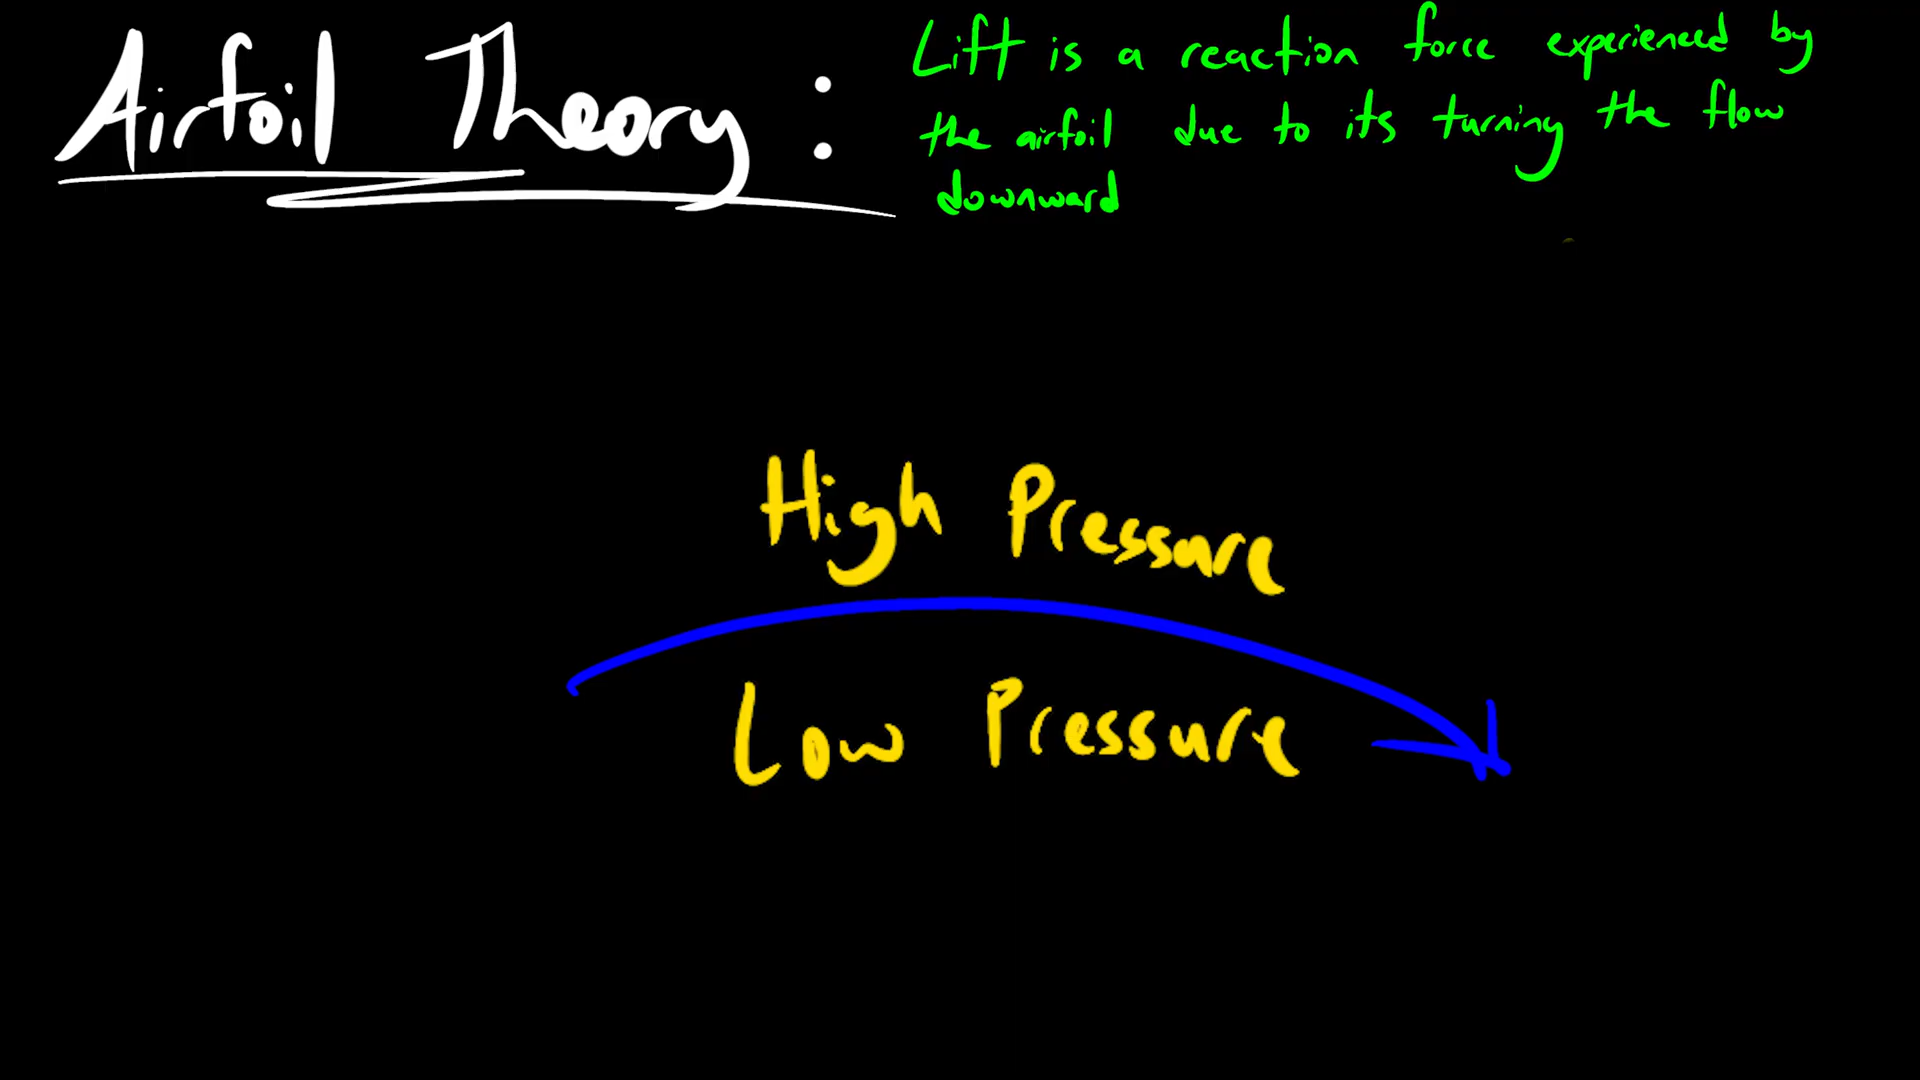 Airfoil Theory :
Lift is a reaction force experienced by
the airfoil due to its turning the flow
downward
High Pressure
Low Pressure